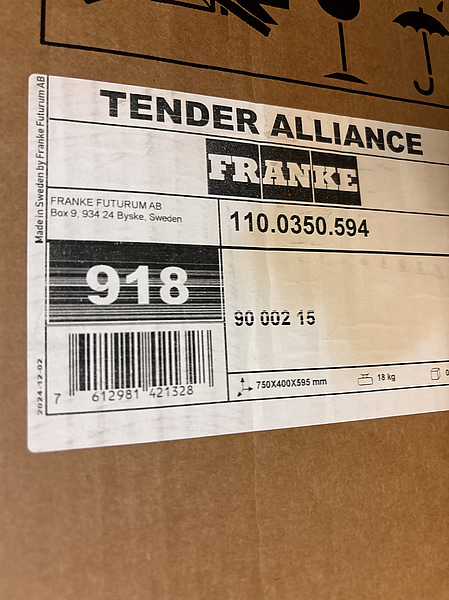 TENDER ALLIANCE
FRANKE
Made in Sweden by Franke Futurum AB
FRANKE FUTURUM AB
Box 9, 934 24 Byske, Sweden
110.0350.594
918
90 002 15
7 612981 421328
2024-12-02
750X400X595 mm
18 kg
0